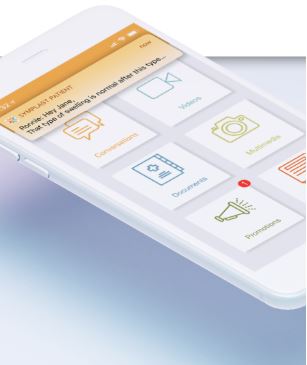 SYMPLAST PATIENT
now
Ronnie: Hey Jane,
That type of swelling is normal after this type...
Videos
Conversations
Multimedia
Documents
1
Promotions